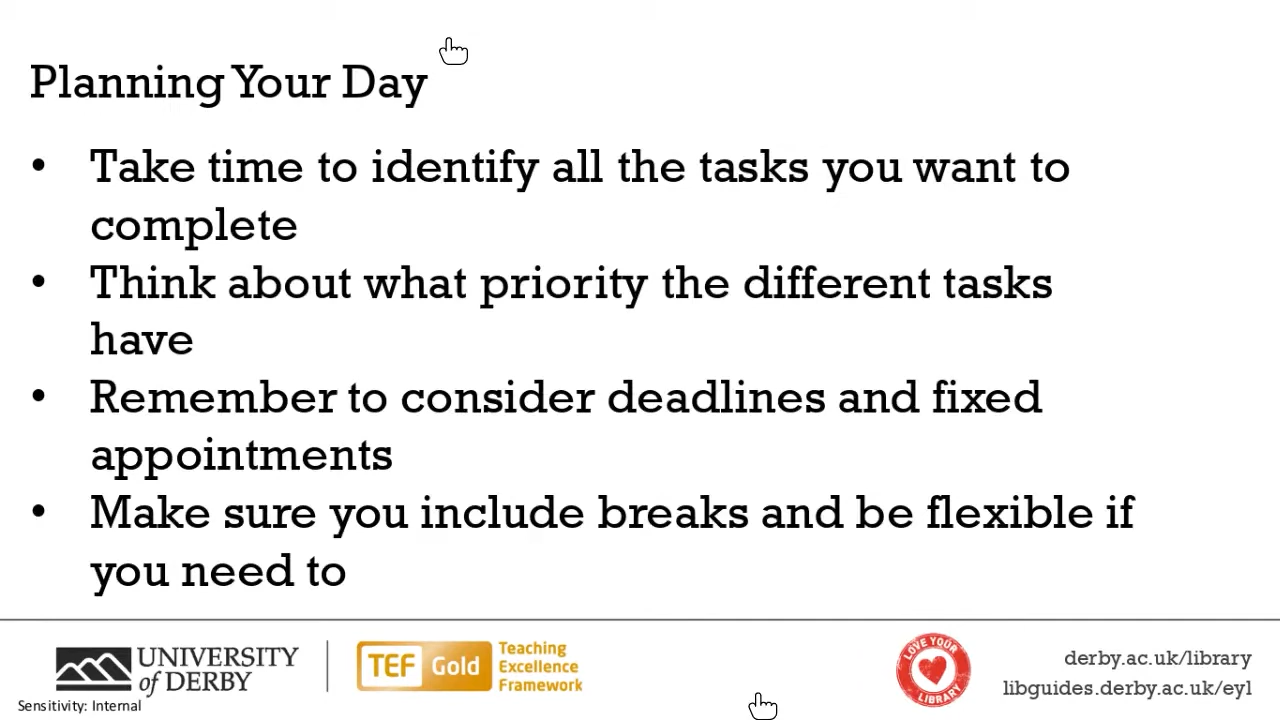 Planning Your Day
• Take time to identify all the tasks you want to
complete
• Think about what priority the different tasks
have
• Remember to consider deadlines and fixed
appointments
• Make sure you include breaks and be flexible if
you need to
UNIVERSITY
of DERBY
TEF Gold
Teaching
Excellence
Framework
LOVE YOUR
LIBRARY
derby.ac.uk/library
libguides.derby.ac.uk/eyl
Sensitivity: Internal